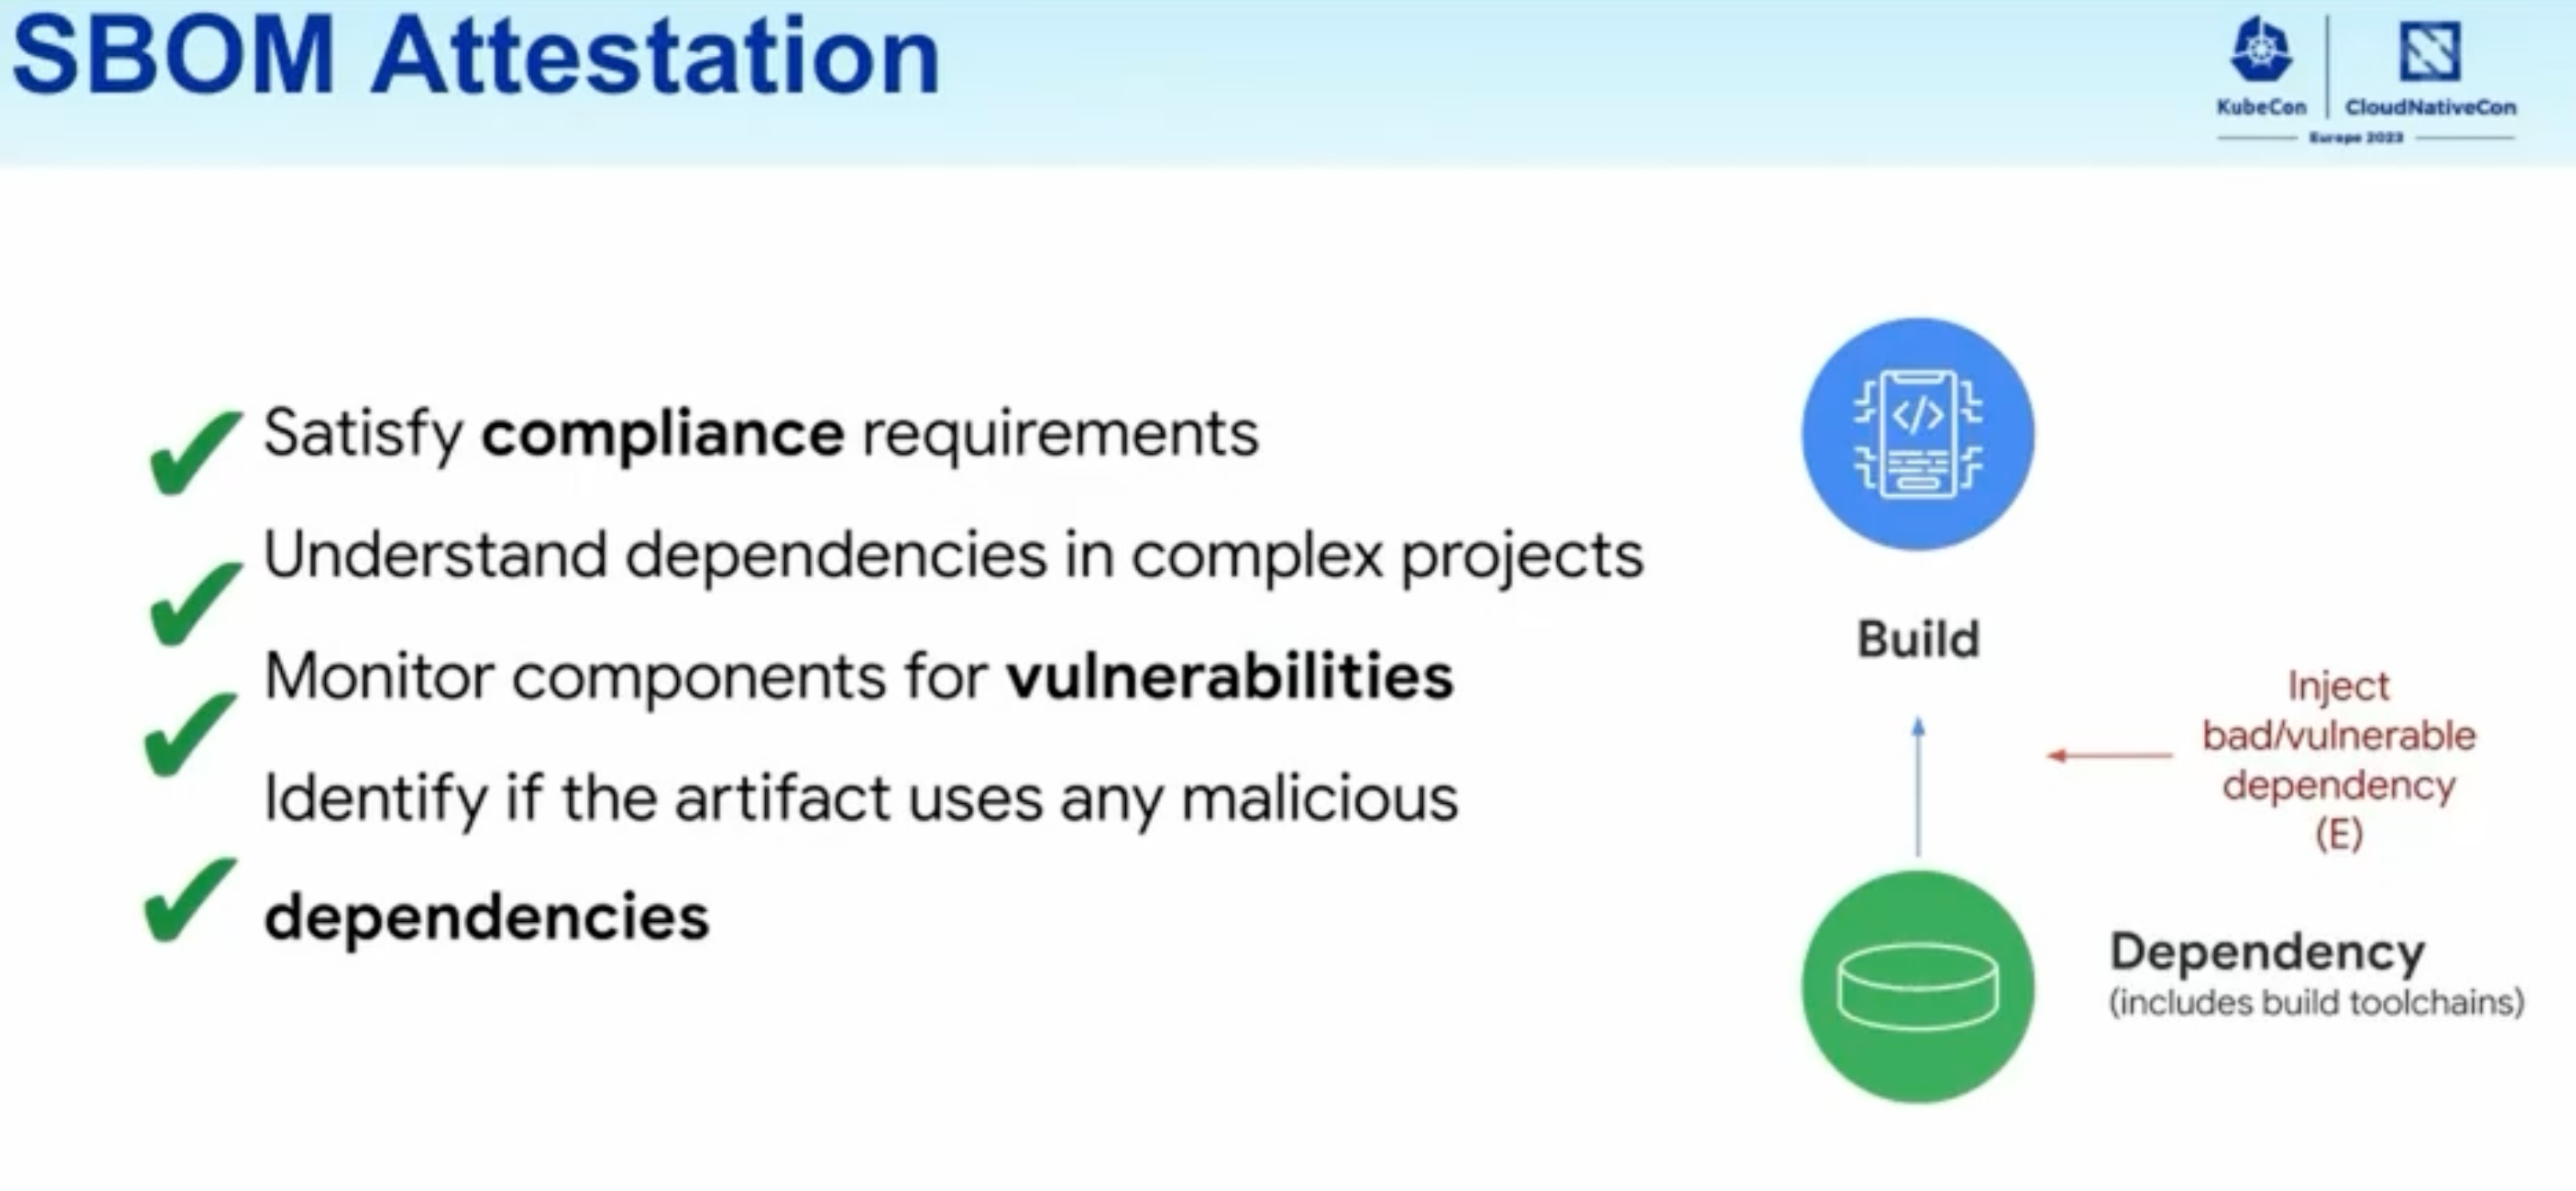 SBOM Attestation
KubeCon
CloudNativeCon
Europe 2023
Satisfy compliance requirements
Understand dependencies in complex projects
Monitor components for vulnerabilities
Identify if the artifact uses any malicious
dependencies
</>
Build
Inject
bad/vulnerable
dependency
(E)
Dependency
(includes build toolchains)